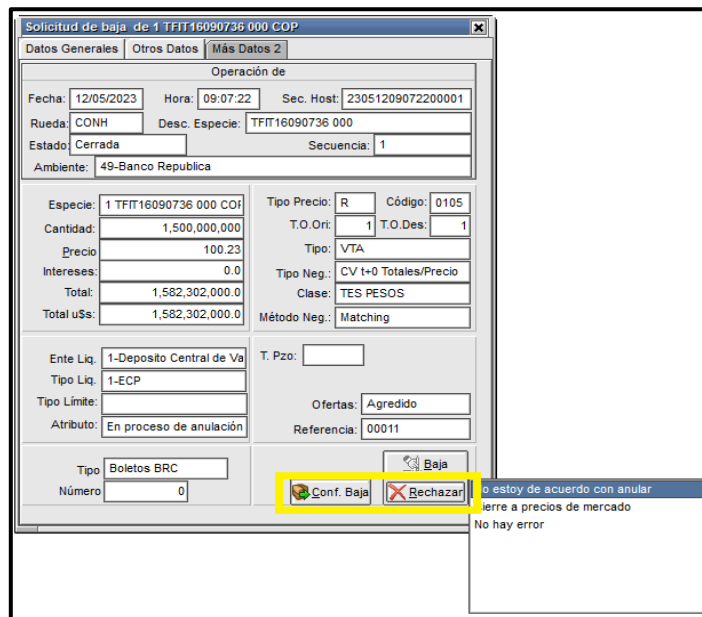 Solicitud de baja de 1 TFIT16090736 000 COP
Datos Generales Otros Datos Más Datos 2
Operación de
Fecha: 12/05/2023 Hora: 09:07:22 Sec. Host: 23051209072200001
Rueda: CONH Desc. Especie: TFIT16090736 000
Estado: Cerrada Secuencia: 1
Ambiente: 49-Banco Republica
Especie: 1 TFIT16090736 000 COP
Cantidad: 1,500,000,000
Precio 100.23
Intereses: 0.0
Total: 1,582,302,000.0
Total u$s: 1,582,302,000.0
Tipo Precio: R Código: 0105
T.O.Ori: 1 T.O.Des: 1
Tipo: VTA
Tipo Neg.: CV t+0 Totales/Precio
Clase: TES PESOS
Método Neg.: Matching
Ente Liq. 1-Deposito Central de Va
Tipo Liq. 1-ECP
Tipo Límite:
Atributo: En proceso de anulación
T. Pzo:
Ofertas: Agredido
Referencia: 00011
Tipo Boletos BRC
Número 0
Baja
Conf. Baja Rechazar
o estoy de acuerdo con anular
ierre a precios de mercado
No hay error